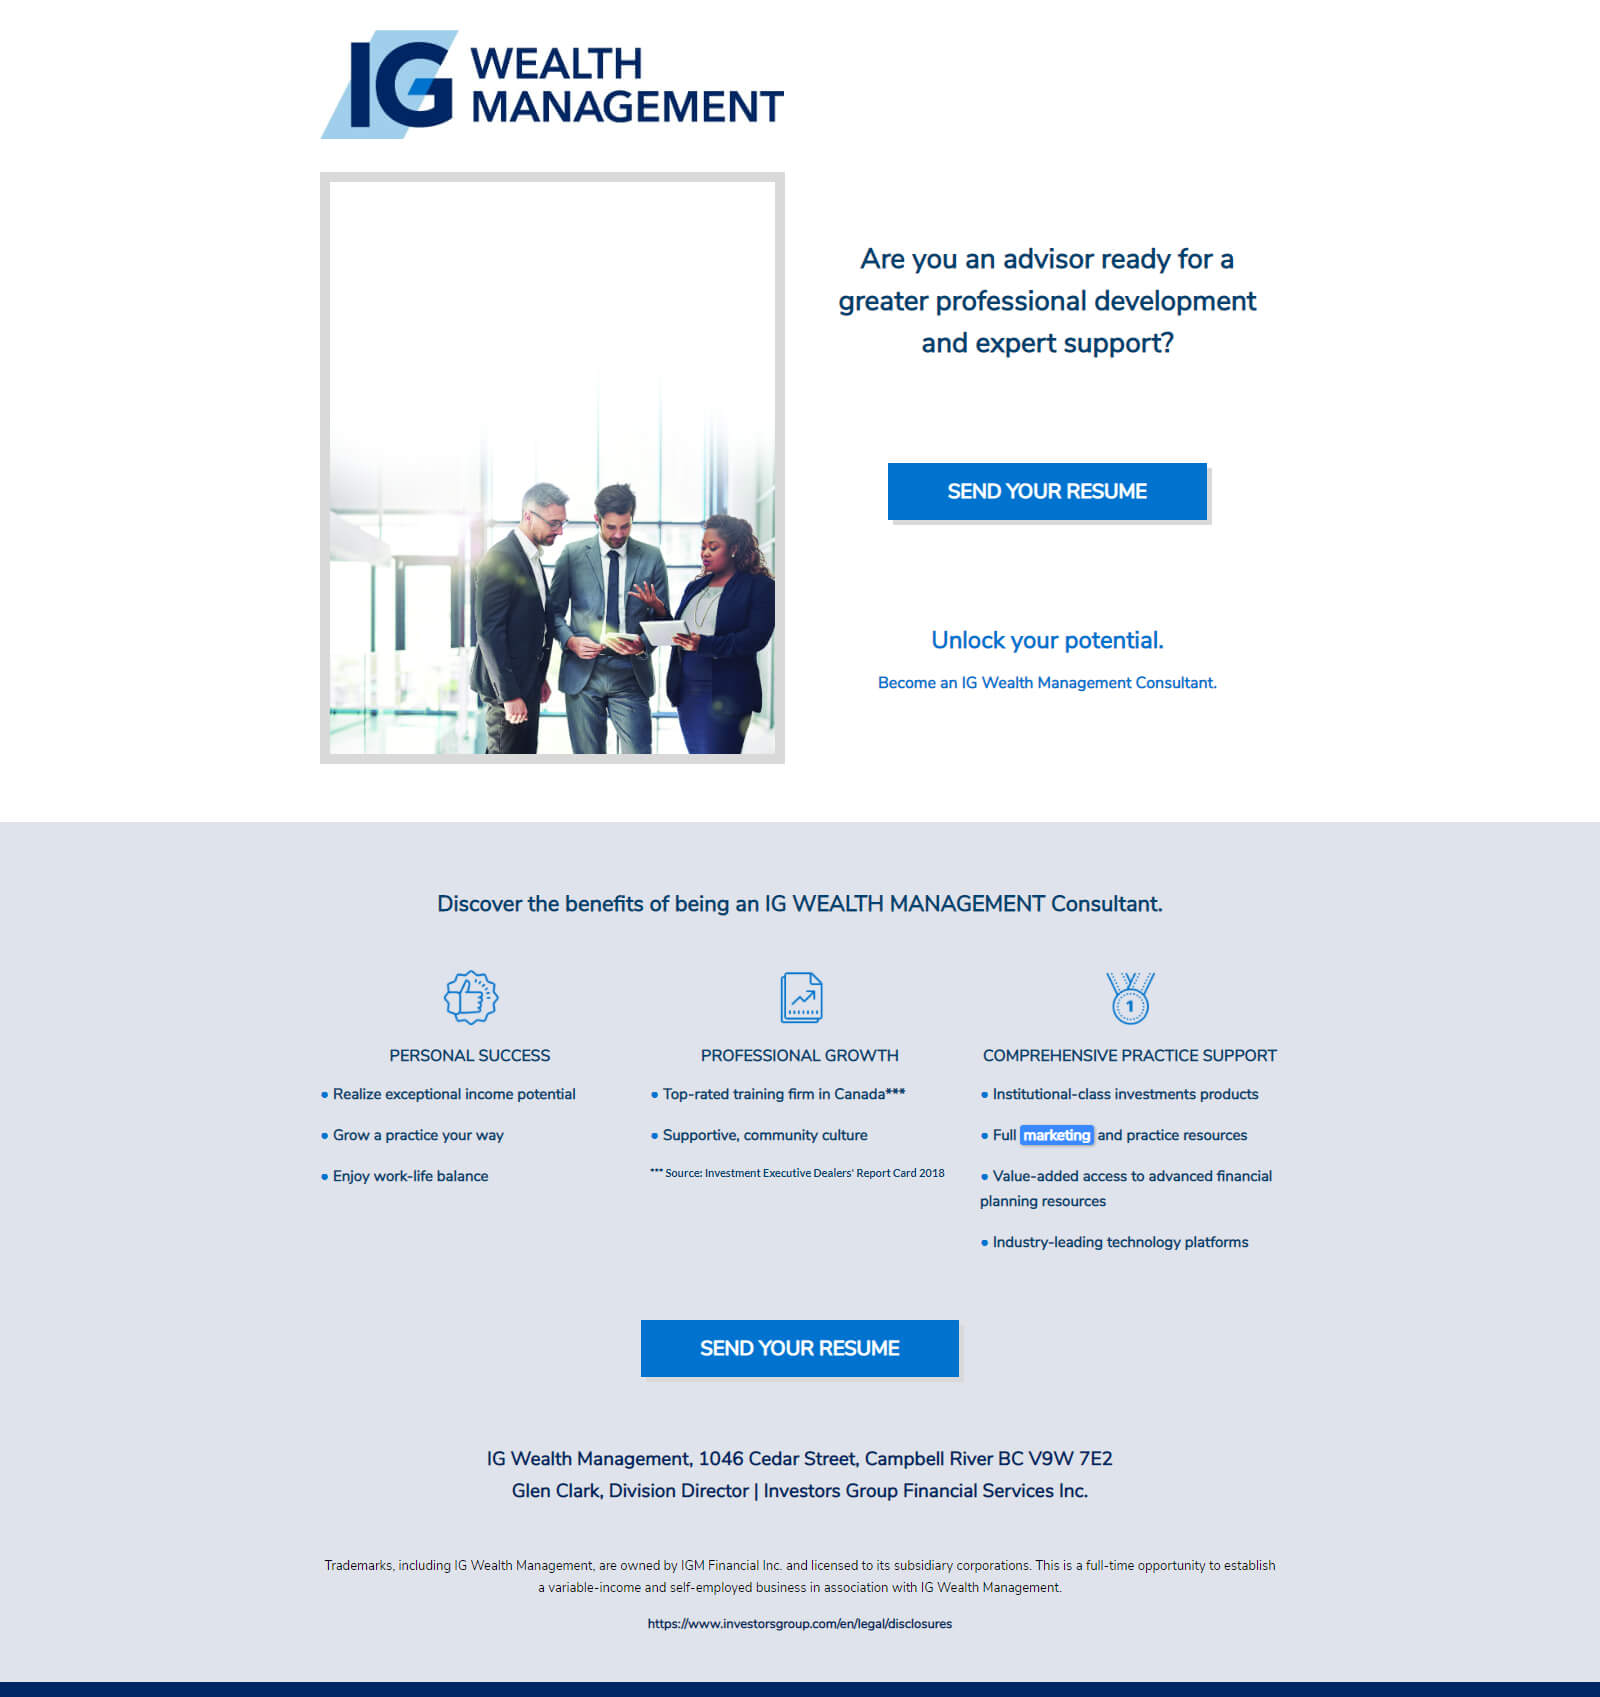 IG WEALTH
MANAGEMENT
Are you an advisor ready for a
greater professional development
and expert support?
SEND YOUR RESUME
Unlock your potential.
Become an IG Wealth Management Consultant.
Discover the benefits of being an IG WEALTH MANAGEMENT Consultant.
PERSONAL SUCCESS
• Realize exceptional income potential
• Grow a practice your way
• Enjoy work-life balance
PROFESSIONAL GROWTH
• Top-rated training firm in Canada***
• Supportive, community culture
*** Source: Investment Executive Dealers' Report Card 2018
1
COMPREHENSIVE PRACTICE SUPPORT
• Institutional-class investments products
• Full marketing and practice resources
• Value-added access to advanced financial
planning resources
• Industry-leading technology platforms
SEND YOUR RESUME
IG Wealth Management, 1046 Cedar Street, Campbell River BC V9W 7E2
Glen Clark, Division Director | Investors Group Financial Services Inc.
Trademarks, including IG Wealth Management, are owned by IGM Financial Inc. and licensed to its subsidiary corporations. This is a full-time opportunity to establish
a variable-income and self-employed business in association with IG Wealth Management.
https://www.investorsgroup.com/en/legal/disclosures